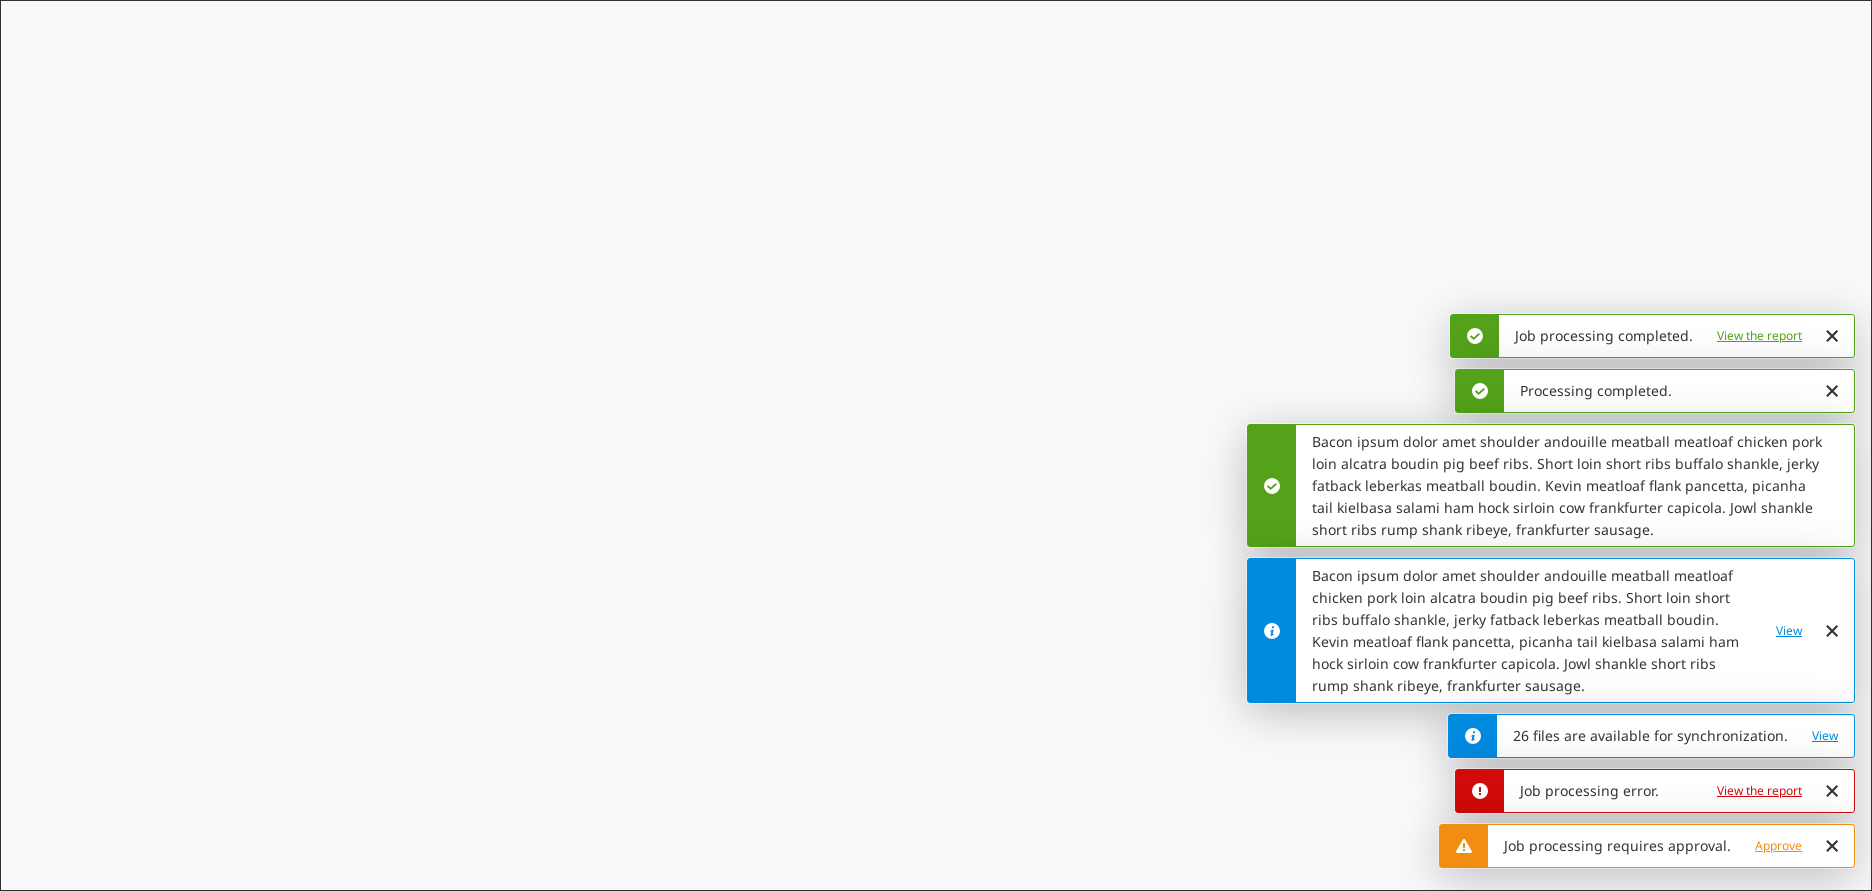 Job processing completed. View the report
Processing completed.
Bacon ipsum dolor amet shoulder andouille meatball meatloaf chicken pork
loin alcatra boudin pig beef ribs. Short loin short ribs buffalo shankle, jerky
fatback leberkas meatball boudin. Kevin meatloaf flank pancetta, picanha
tail kielbasa salami ham hock sirloin cow frankfurter capicola. Jowl shankle
short ribs rump shank ribeye, frankfurter sausage.
Bacon ipsum dolor amet shoulder andouille meatball meatloaf
chicken pork loin alcatra boudin pig beef ribs. Short loin short
ribs buffalo shankle, jerky fatback leberkas meatball boudin.
Kevin meatloaf flank pancetta, picanha tail kielbasa salami ham
hock sirloin cow frankfurter capicola. Jowl shankle short ribs
rump shank ribeye, frankfurter sausage.
View
26 files are available for synchronization. View
Job processing error. View the report
Job processing requires approval. Approve